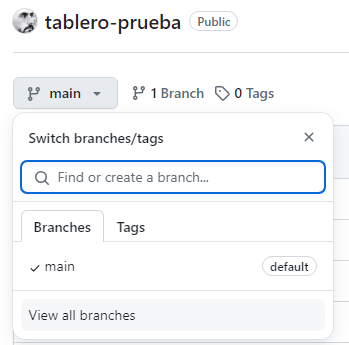 tablero-prueba Public
main 1 Branch 0 Tags
Switch branches/tags
Find or create a branch...
Branches Tags
main default
View all branches